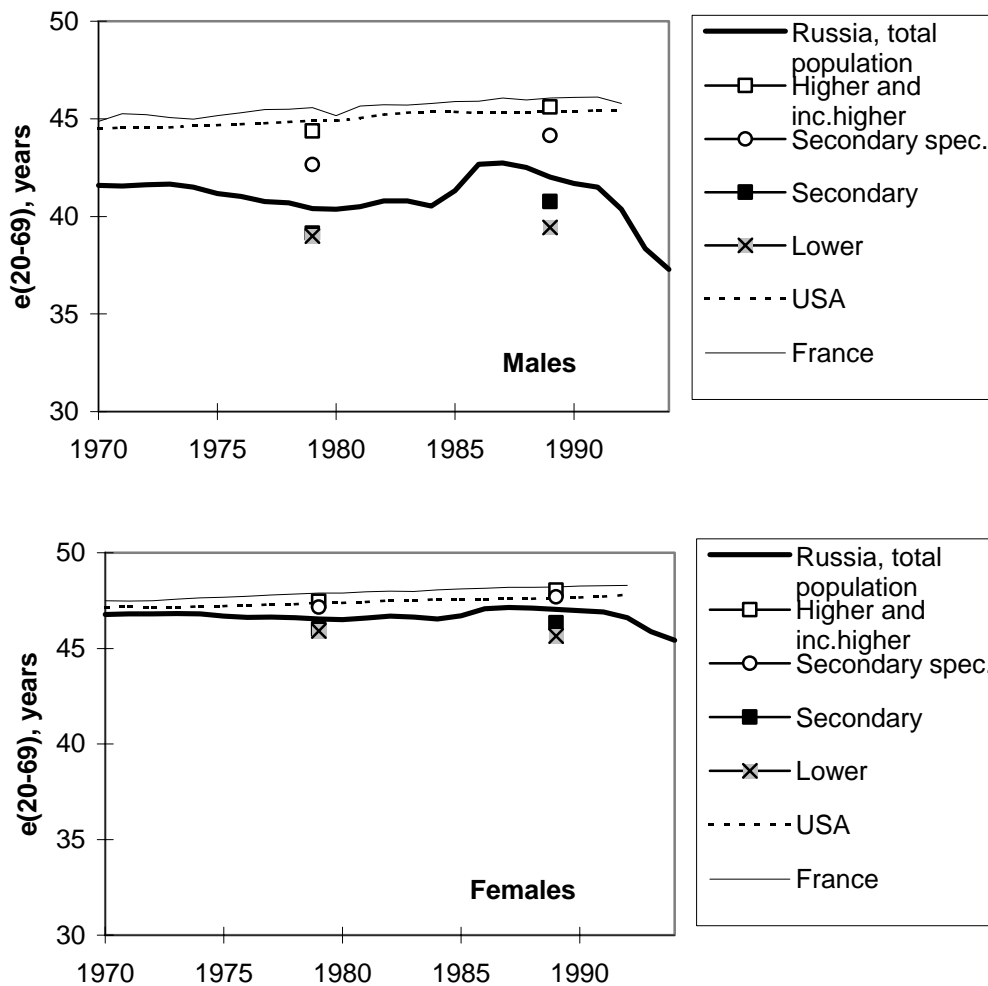 50
45
40
35
30
e(20-69), years
1970
1975
1980
1985
1990
Males
Russia, total
population
Higher and
inc.higher
Secondary spec.
Secondary
Lower
USA
France
50
45
40
35
30
e(20-69), years
1970
1975
1980
1985
1990
Females
Russia, total
population
Higher and
inc.higher
Secondary spec.
Secondary
Lower
USA
France